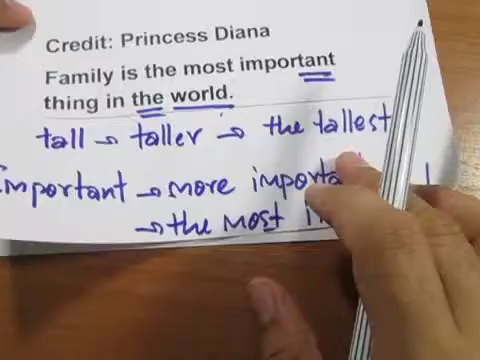 Credit: Princess Diana
Family is the most important
thing in the world.
tall → taller → the tallest
Important → more
→ the most